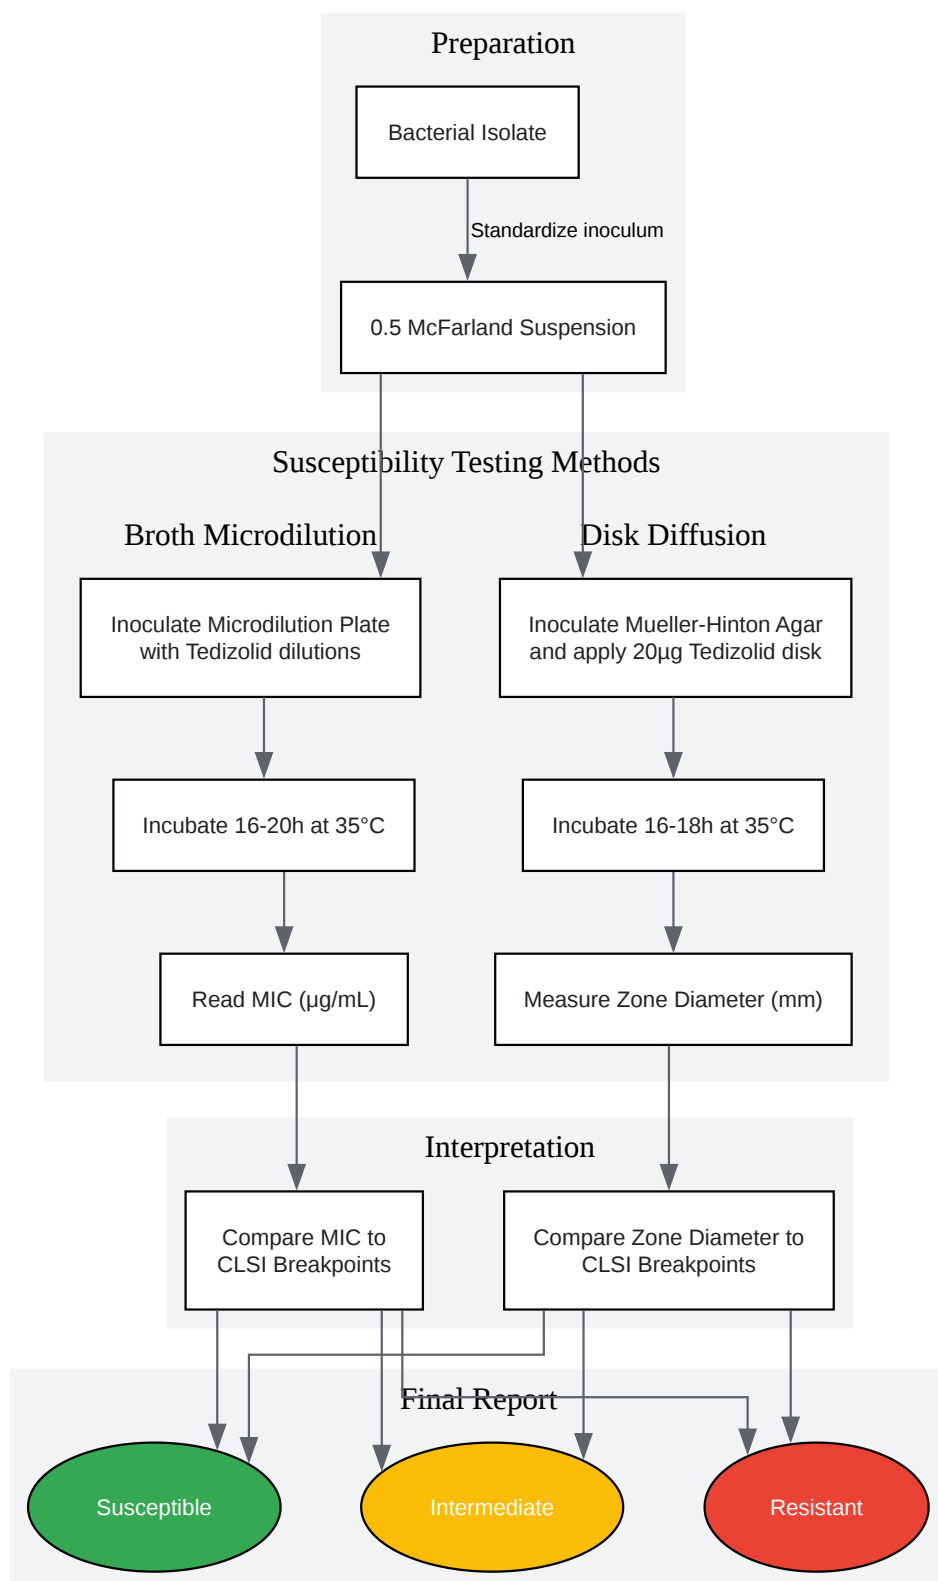 Preparation
Bacterial Isolate
Standardize inoculum
0.5 McFarland Suspension
Susceptibility Testing Methods
Broth Microdilution
Disk Diffusion
Inoculate Microdilution Plate
with Tedizolid dilutions
Inoculate Mueller-Hinton Agar
and apply 20µg Tedizolid disk
Incubate 16-20h at 35°C
Incubate 16-18h at 35°C
Read MIC (µg/mL)
Measure Zone Diameter (mm)
Interpretation
Compare MIC to
CLSI Breakpoints
Compare Zone Diameter to
CLSI Breakpoints
Final Report
Susceptible
Intermediate
Resistant